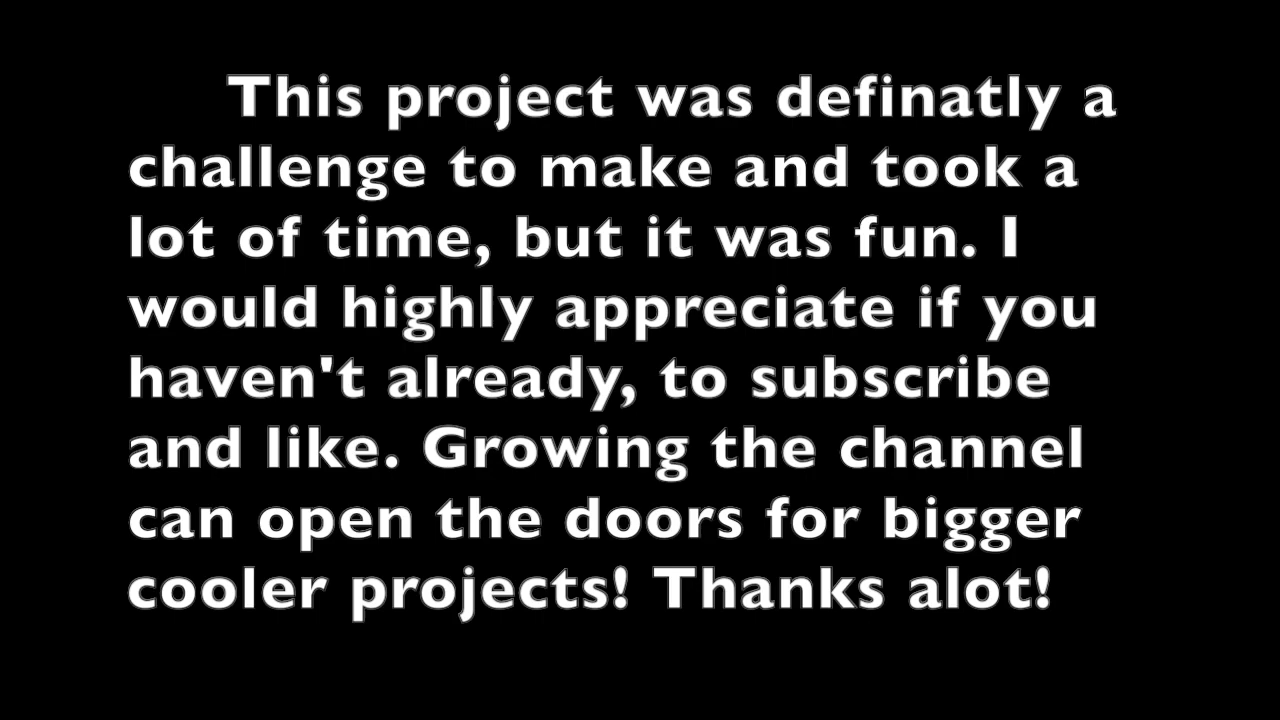 This project was definatly a
challenge to make and took a
lot of time, but it was fun. I
would highly appreciate if you
haven't already, to subscribe
and like. Growing the channel
can open the doors for bigger
cooler projects! Thanks alot!